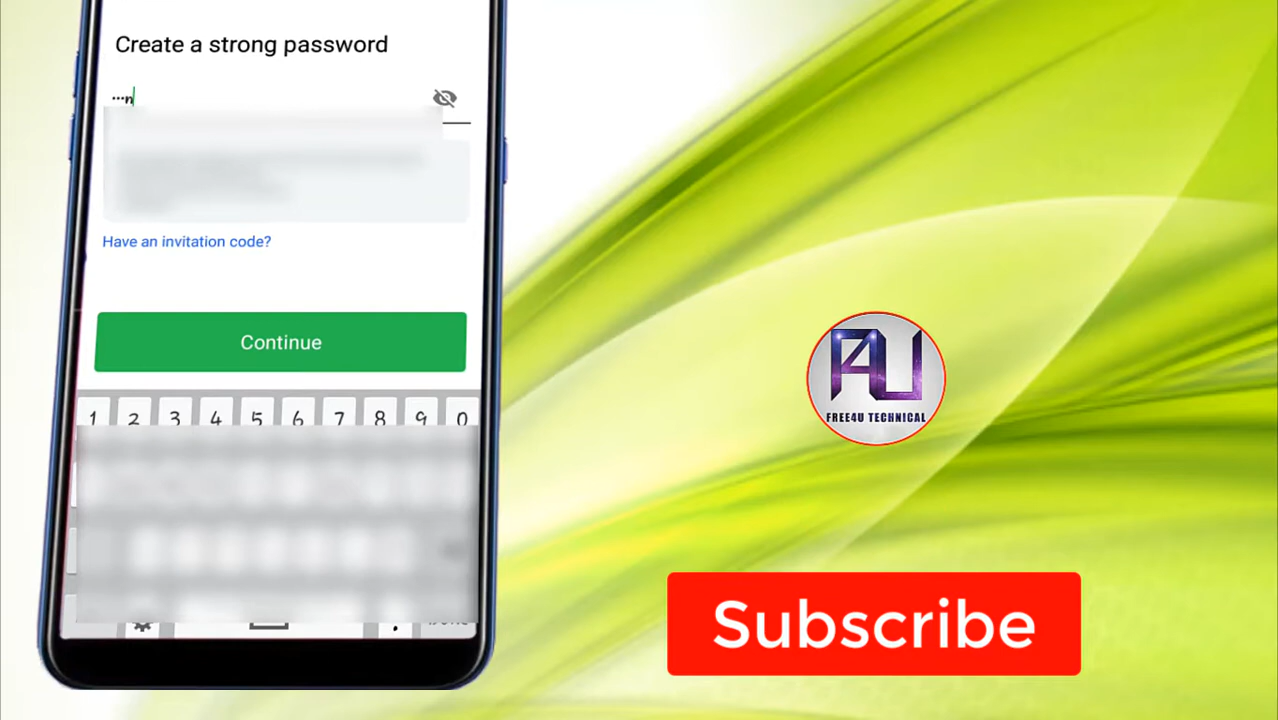 Create a strong password
•••n
Have an invitation code?
Continue
1 2 3 4 5 6 7 8 9 0
F4U
FREE4U TECHNICAL
Subscribe